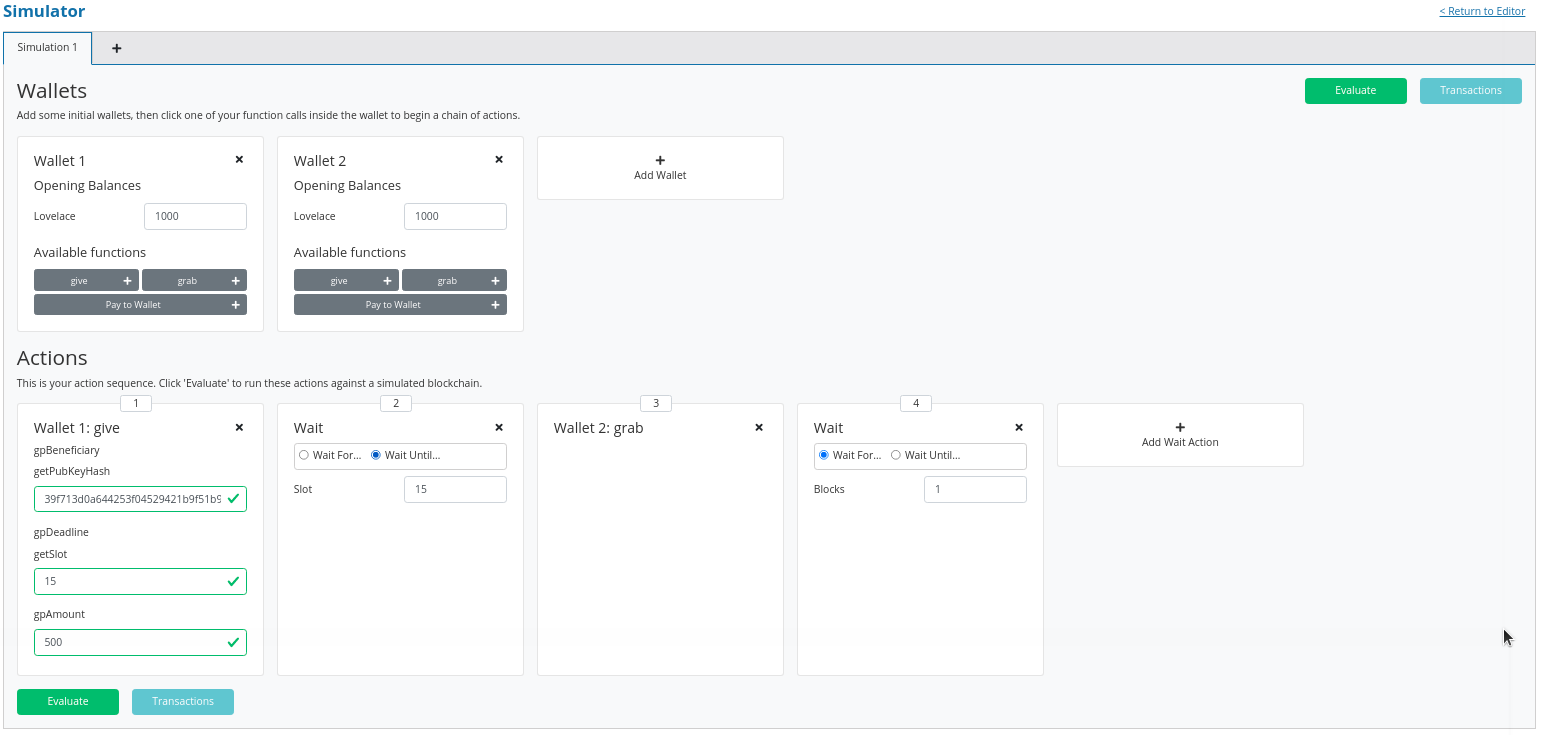 Simulator
< Return to Editor
Simulation 1
Wallets
Evaluate
Transactions
Add some initial wallets, then click one of your function calls inside the wallet to begin a chain of actions.
Wallet 1
Opening Balances
Lovelace 1000
Available functions
give
grab
Pay to Wallet
Wallet 2
Opening Balances
Lovelace 1000
Available functions
give
grab
Pay to Wallet
Add Wallet
Actions
This is your action sequence. Click 'Evaluate' to run these actions against a simulated blockchain.
1
Wallet 1: give
gpBeneficiary
getPubKeyHash
39f713d0a644253f04529421b9f51b9
gpDeadline
getSlot
15
gpAmount
500
2
Wait
Wait For... Wait Until...
Slot 15
3
Wallet 2: grab
4
Wait
Wait For... Wait Until...
Blocks 1
Add Wait Action
Evaluate
Transactions